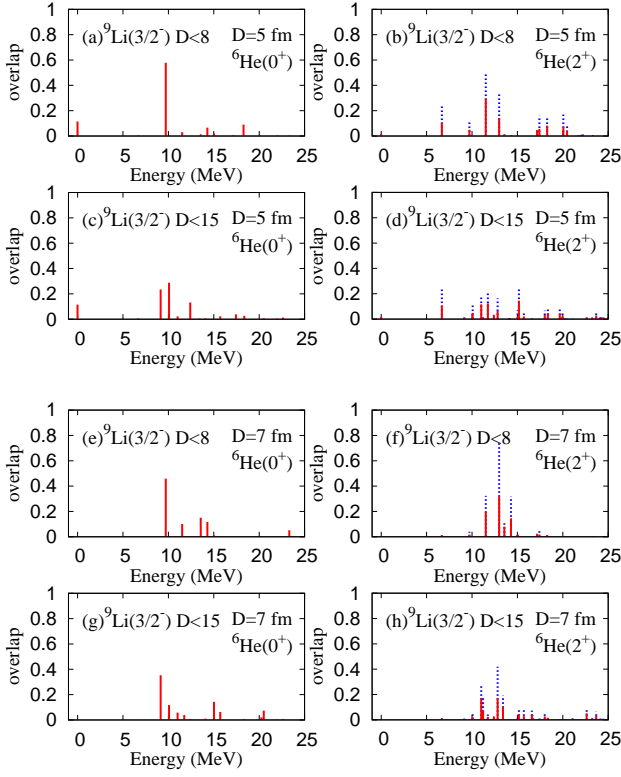 (a)⁹Li(3/2⁻) D<8 D=5 fm
⁶He(0⁺)
overlap
1
0.8
0.6
0.4
0.2
0
0 5 10 15 20 25
Energy (MeV)
(b)⁹Li(3/2⁻) D<8 D=5 fm
⁶He(2⁺)
overlap
1
0.8
0.6
0.4
0.2
0
0 5 10 15 20 25
Energy (MeV)
(c)⁹Li(3/2⁻) D<15 D=5 fm
⁶He(0⁺)
overlap
1
0.8
0.6
0.4
0.2
0
0 5 10 15 20 25
Energy (MeV)
(d)⁹Li(3/2⁻) D<15 D=5 fm
⁶He(2⁺)
overlap
1
0.8
0.6
0.4
0.2
0
0 5 10 15 20 25
Energy (MeV)
(e)⁹Li(3/2⁻) D<8 D=7 fm
⁶He(0⁺)
overlap
1
0.8
0.6
0.4
0.2
0
0 5 10 15 20 25
Energy (MeV)
(f)⁹Li(3/2⁻) D<8 D=7 fm
⁶He(2⁺)
overlap
1
0.8
0.6
0.4
0.2
0
0 5 10 15 20 25
Energy (MeV)
(g)⁹Li(3/2⁻) D<15 D=7 fm
⁶He(0⁺)
overlap
1
0.8
0.6
0.4
0.2
0
0 5 10 15 20 25
Energy (MeV)
(h)⁹Li(3/2⁻) D<15 D=7 fm
⁶He(2⁺)
overlap
1
0.8
0.6
0.4
0.2
0
0 5 10 15 20 25
Energy (MeV)